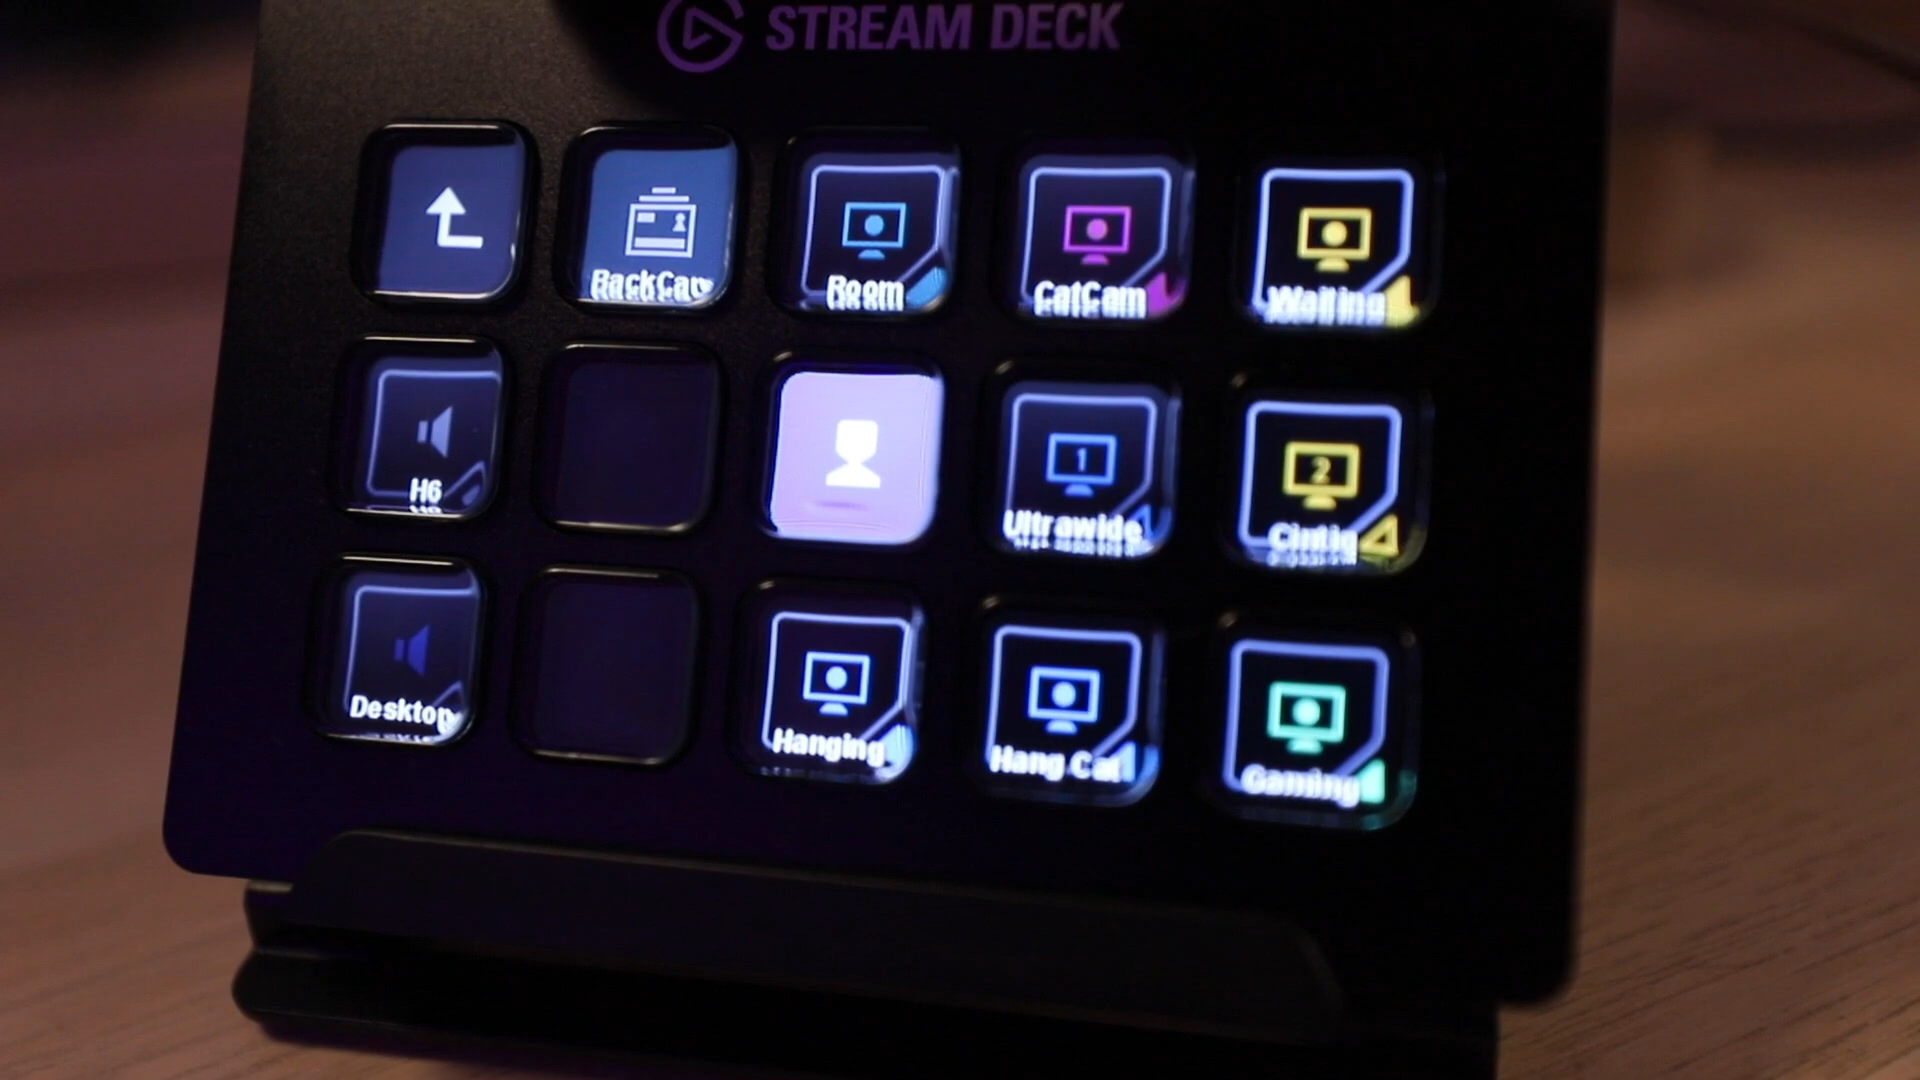 STREAM DECK
BackCam
Room
CatCam
Waiting
H6
1
Ultrawide
2
Cintiq
Desktop
Hanging
Hang Cat
Gaming